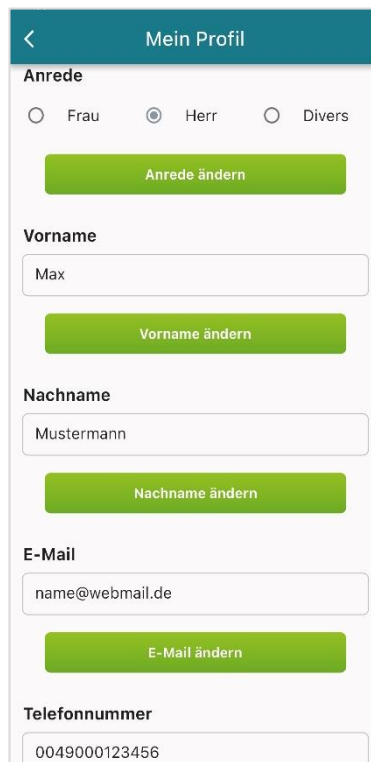 Mein Profil
Anrede
Frau Herr Divers
Anrede ändern
Vorname
Max
Vorname ändern
Nachname
Mustermann
Nachname ändern
E-Mail
name@webmail.de
E-Mail ändern
Telefonnummer
0049000123456